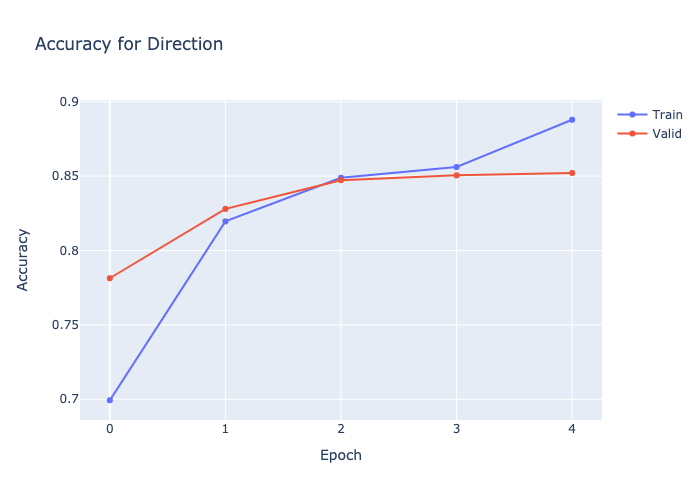 Accuracy for Direction
0.9
0.85
0.8
0.75
0.7
Accuracy
0 1 2 3 4
Epoch
Train
Valid